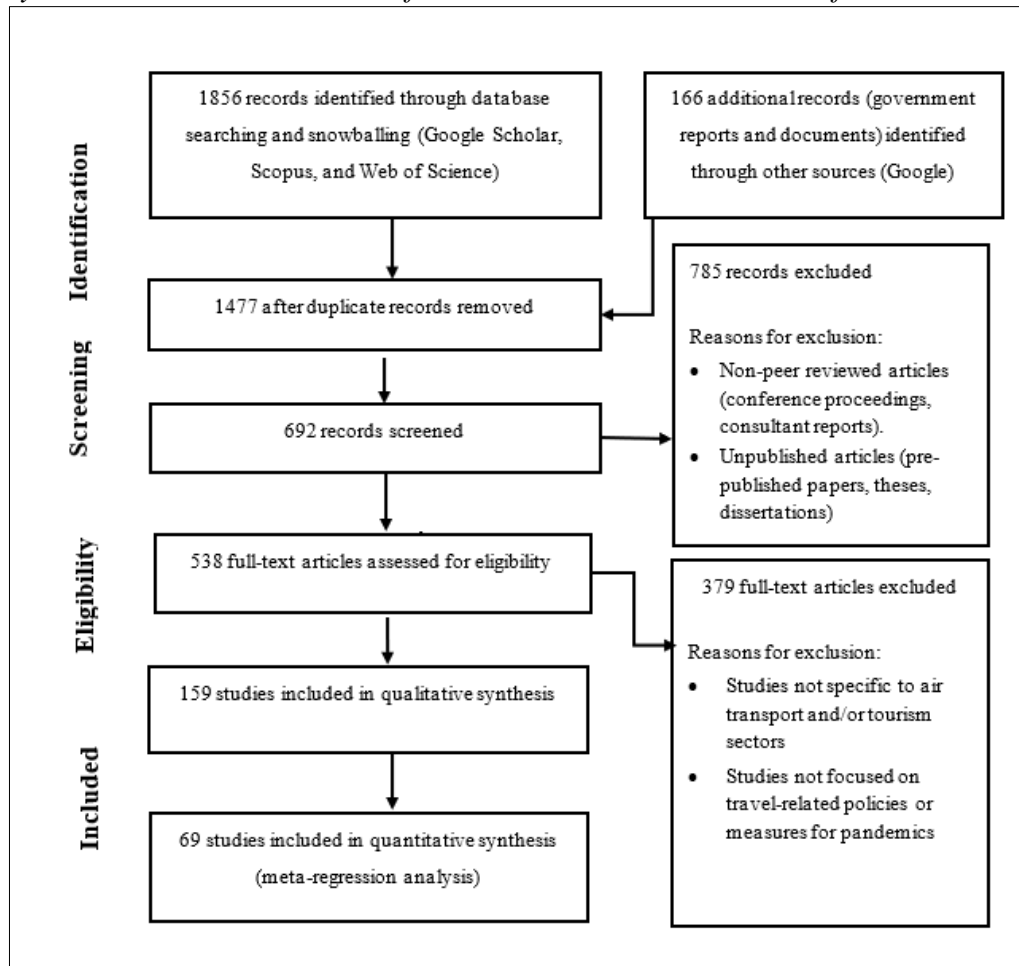 1856 records identified through database
searching and snowballing (Google Scholar,
Scopus, and Web of Science)
166 additional records (government
reports and documents) identified
through other sources (Google)
Identification
1477 after duplicate records removed
785 records excluded
Reasons for exclusion:
• Non-peer reviewed articles
(conference proceedings,
consultant reports).
• Unpublished articles (pre-
published papers, theses,
dissertations)
Screening
692 records screened
Eligibility
538 full-text articles assessed for eligibility
379 full-text articles excluded
Reasons for exclusion:
• Studies not specific to air
transport and/or tourism
sectors
• Studies not focused on
travel-related policies or
measures for pandemics
159 studies included in qualitative synthesis
Included
69 studies included in quantitative synthesis
(meta-regression analysis)